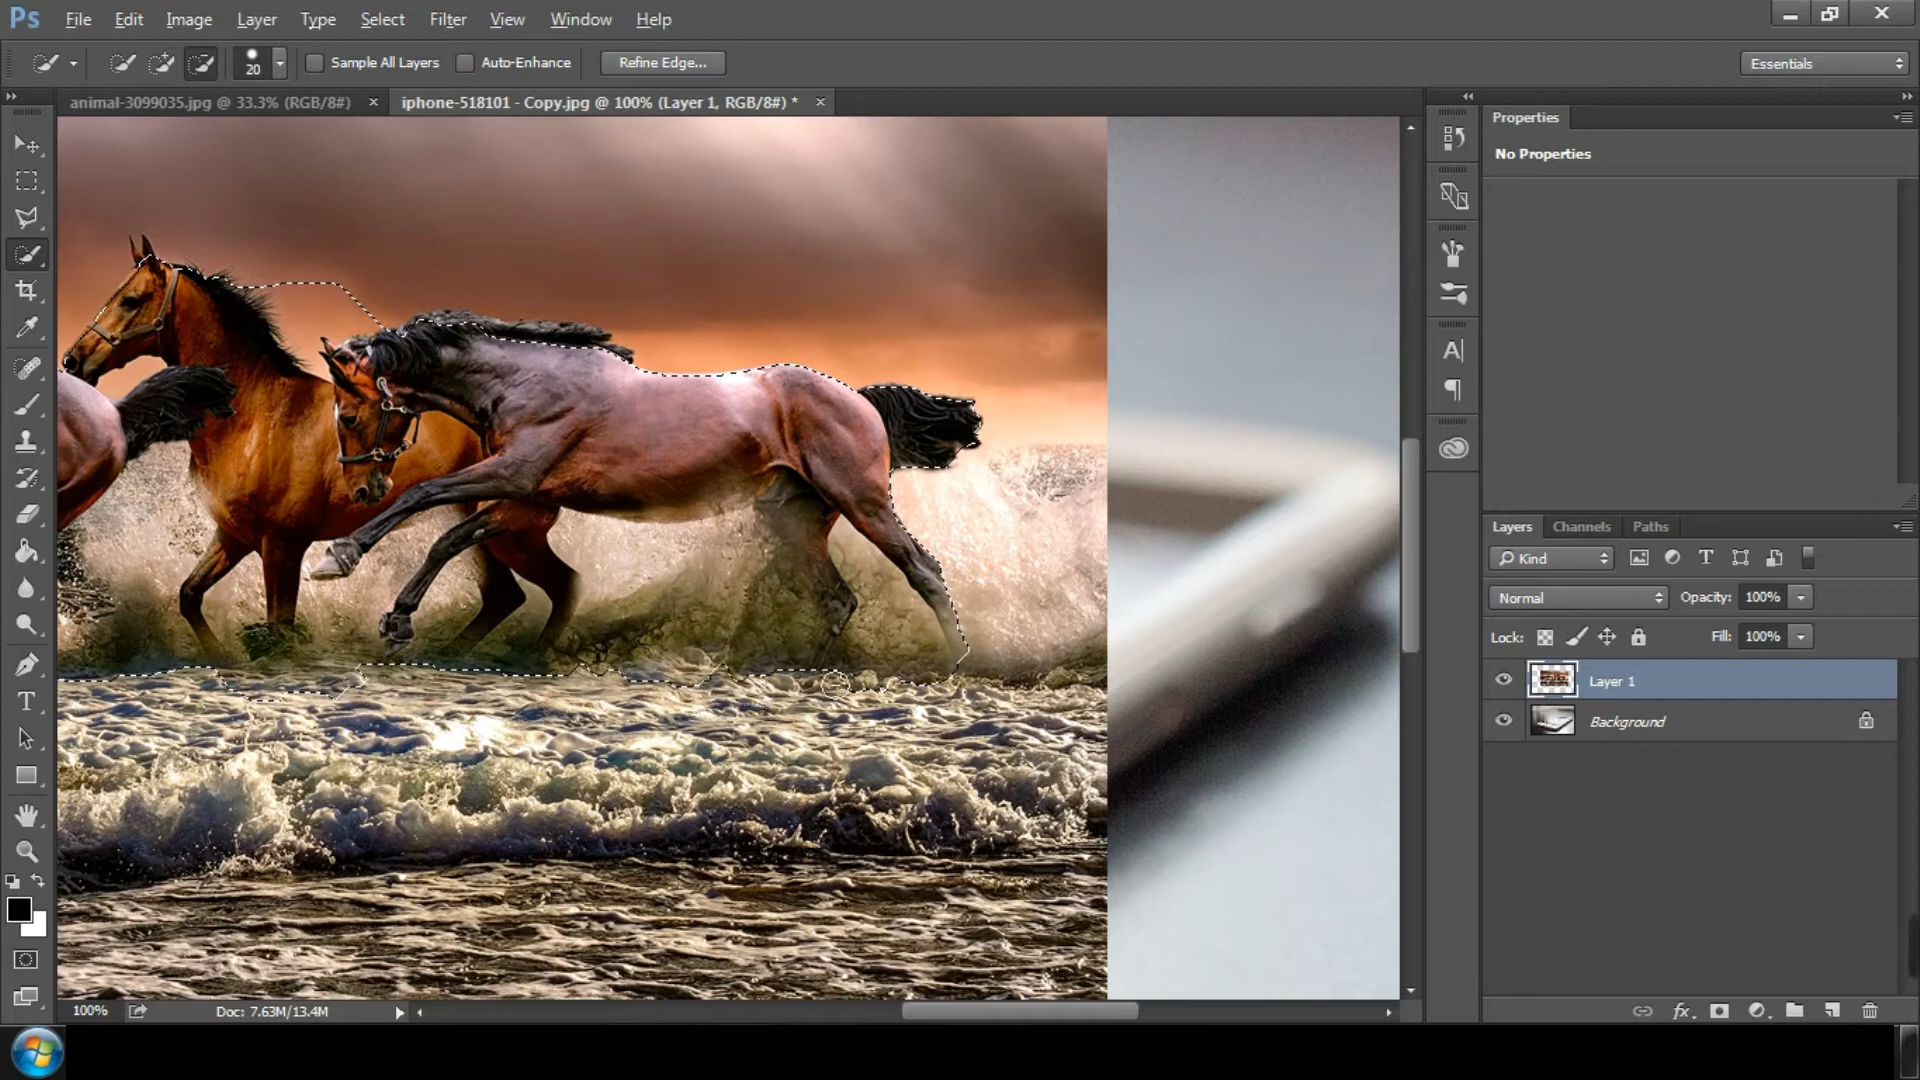 Ps File Edit Image Layer Type Select Filter View Window Help
20 Sample All Layers Auto-Enhance Refine Edge... Essentials
animal-3099035.jpg @ 33.3% (RGB/8#) × iphone-518101 - Copy.jpg @ 100% (Layer 1, RGB/8#) * ×
Properties
No Properties
Layers Channels Paths
Kind
Normal Opacity: 100%
Lock: Fill: 100%
Layer 1
Background
fx
100% Doc: 7.63M/13.4M